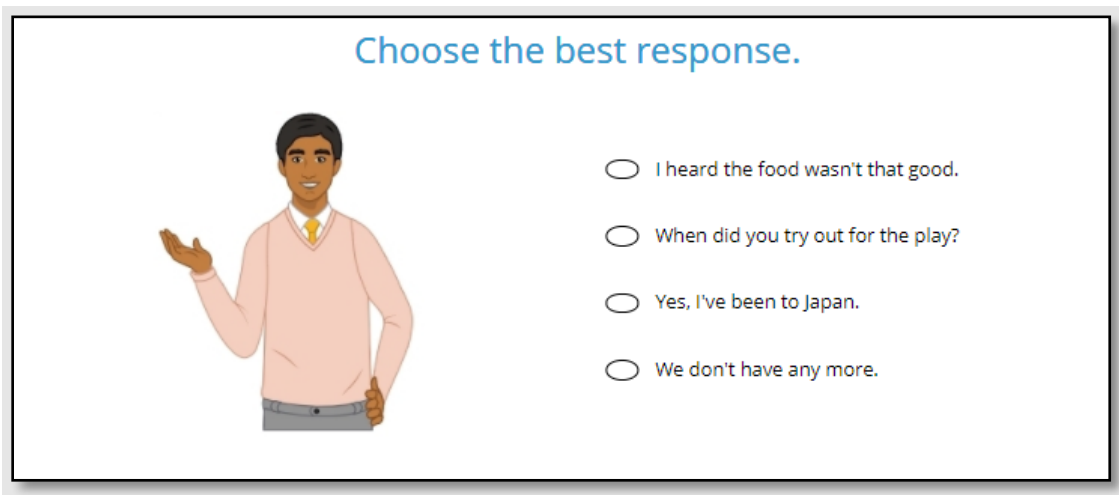 Choose the best response.
I heard the food wasn't that good.
When did you try out for the play?
Yes, I've been to Japan.
We don't have any more.